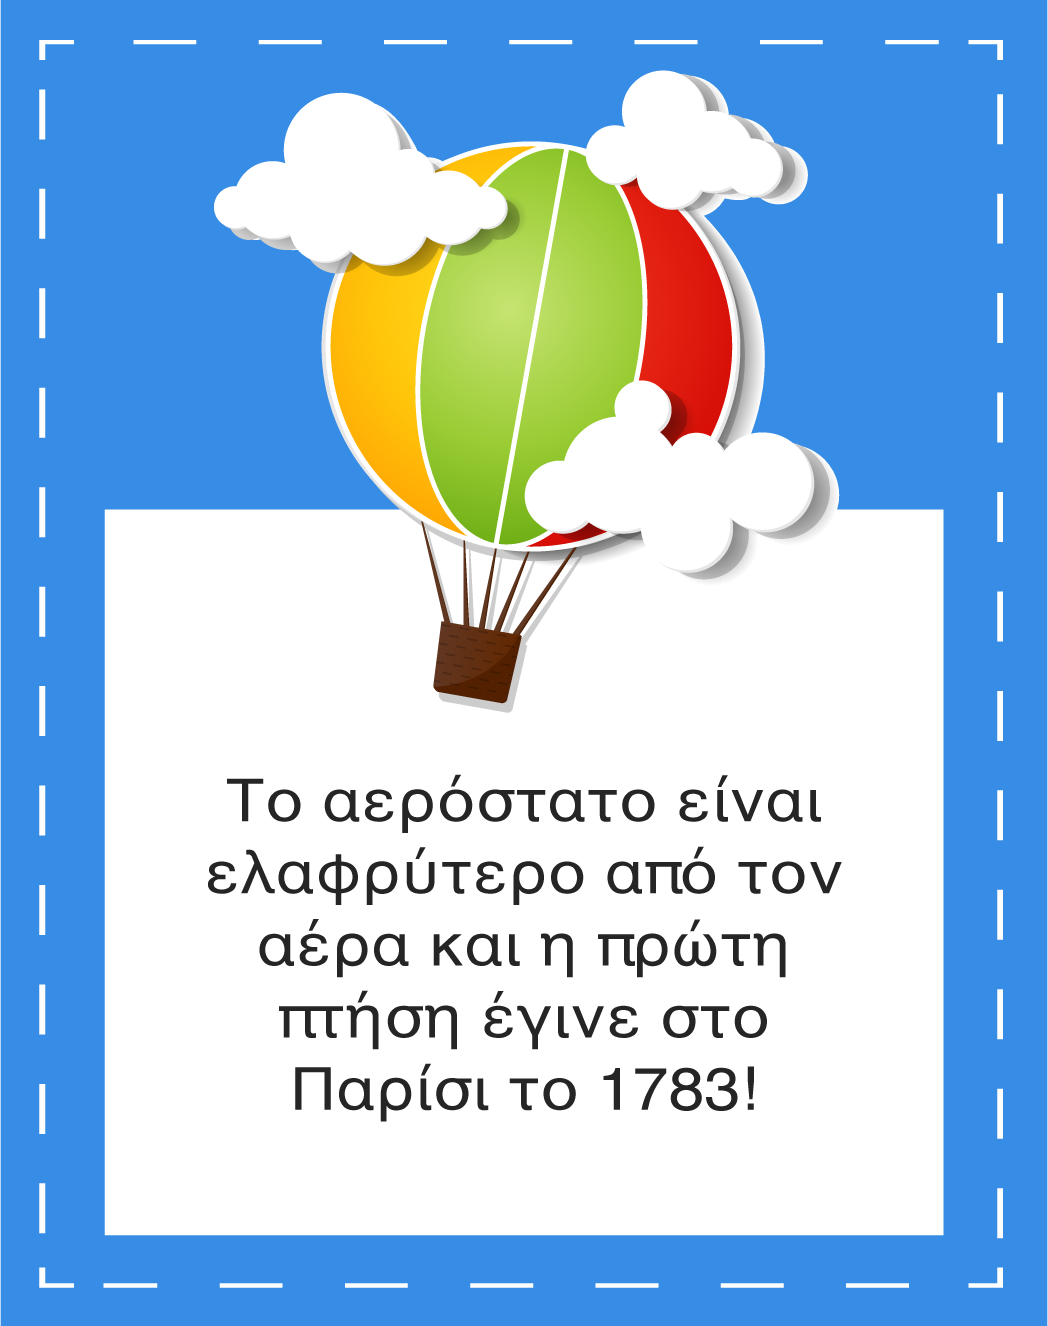 Το αερόστατο είναι
ελαφρύτερο από τον
αέρα και η πρώτη
πτήση έγινε στο
Παρίσι το 1783!